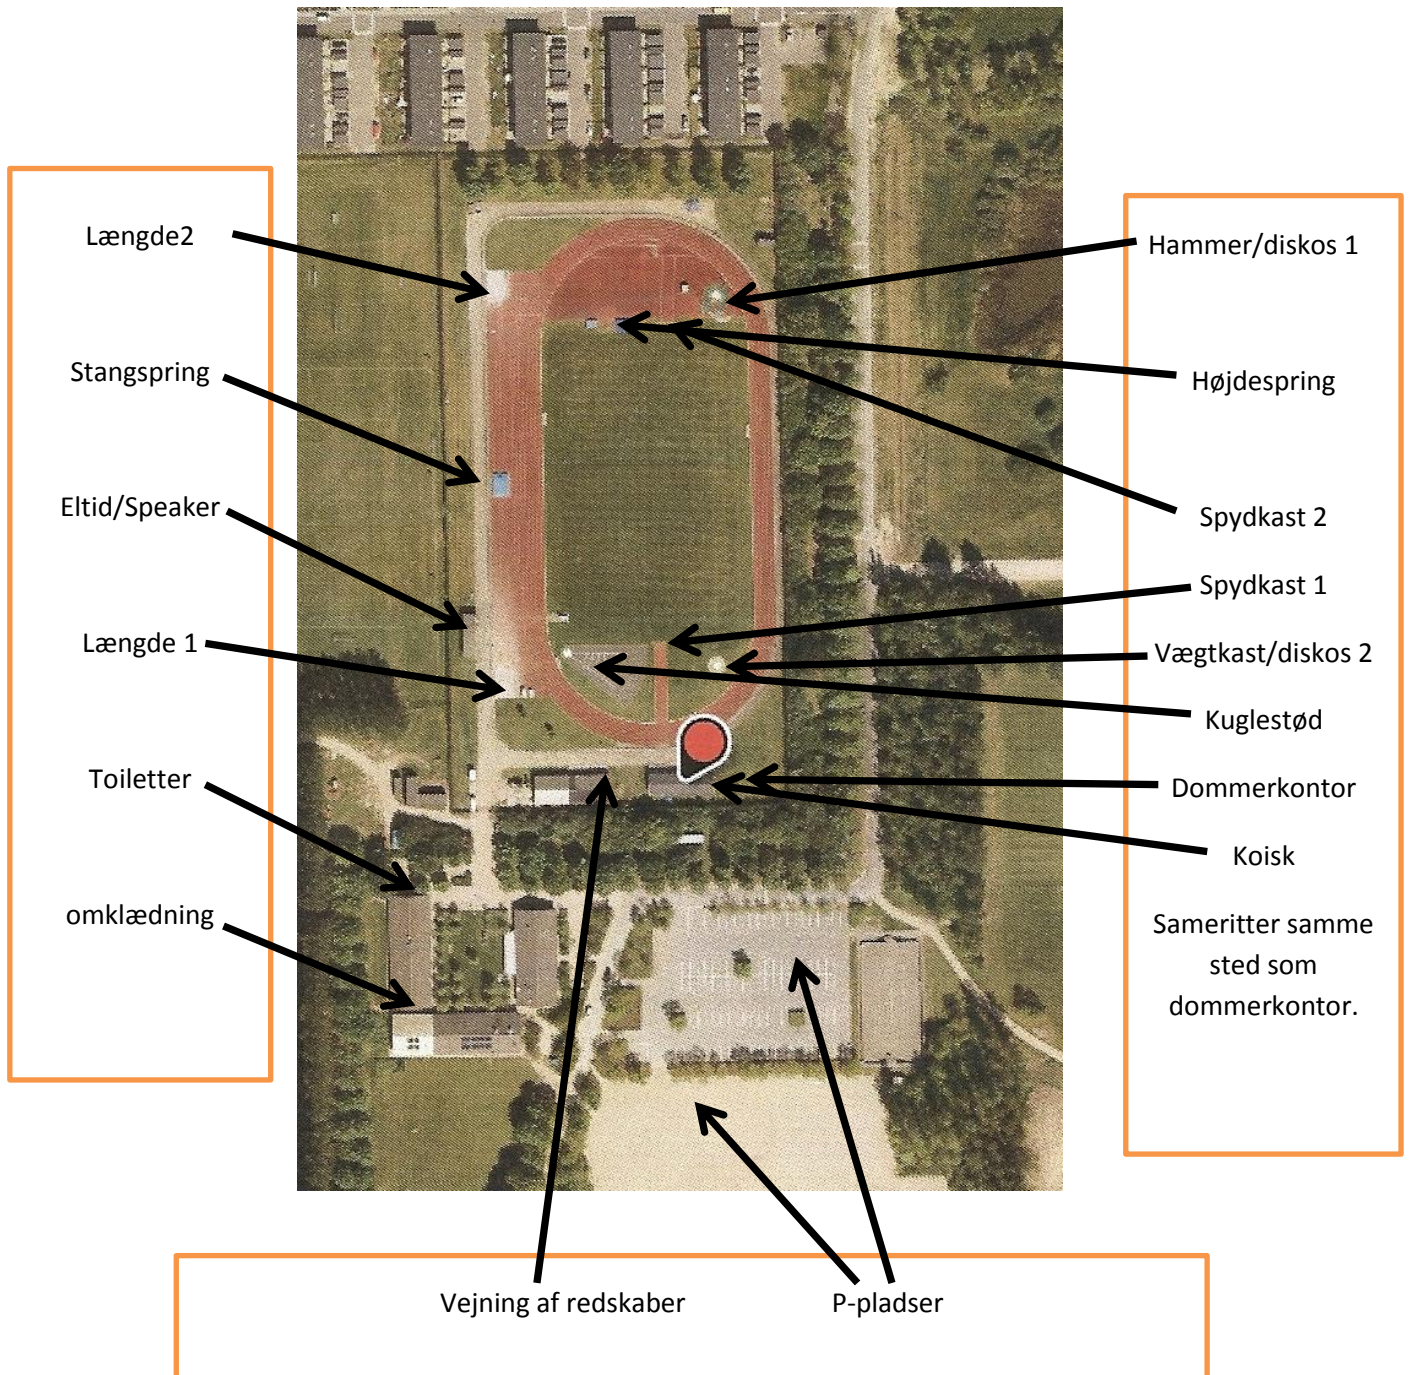 Længde2
Stangspring
Eltid/Speaker
Længde 1
Toiletter
omklædning
Hammer/diskos 1
Højdespring
Spydkast 2
Spydkast 1
Vægtkast/diskos 2
Kuglestød
Dommerkontor
Koisk
Sameritter samme
sted som
dommerkontor.
Vejning af redskaber
P-pladser